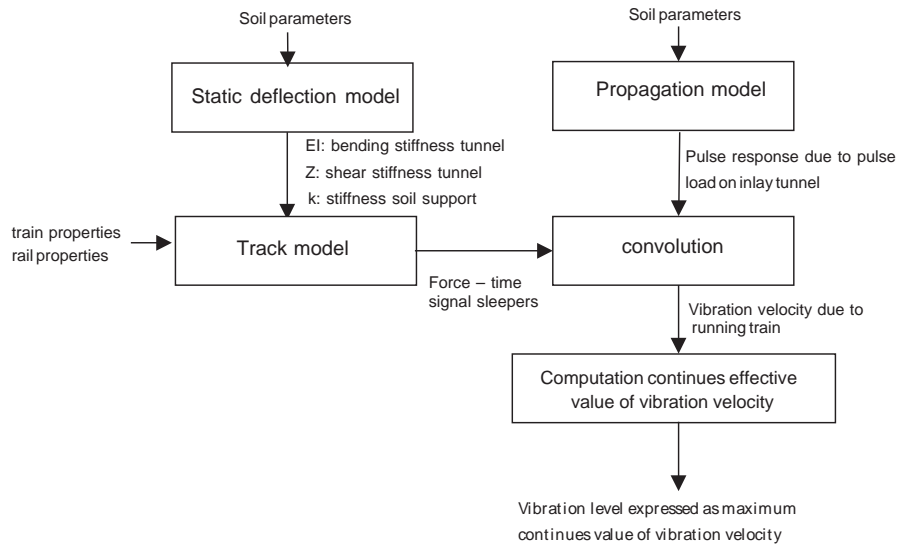 Soil parameters
Soil parameters
Static deflection model
Propagation model
EI: bending stiffness tunnel
Z: shear stiffness tunnel
k: stiffness soil support
Pulse response due to pulse
load on inlay tunnel
train properties
rail properties
Track model
convolution
Force – time
signal sleepers
Vibration velocity due to
running train
Computation continues effective
value of vibration velocity
Vibration level expressed as maximum
continues value of vibration velocity